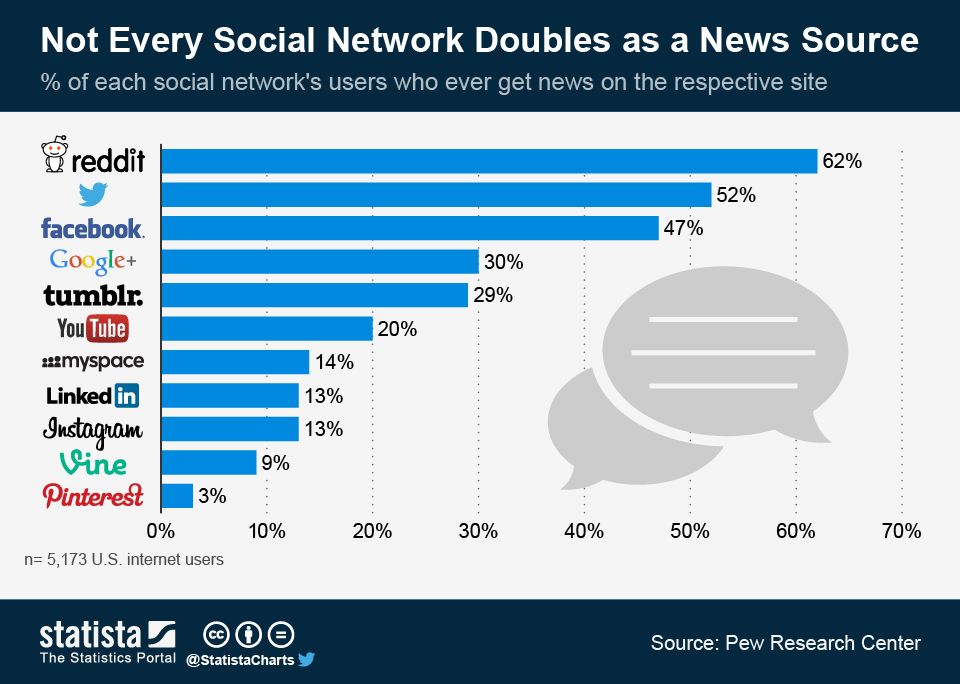 Not Every Social Network Doubles as a News Source
% of each social network's users who ever get news on the respective site
reddit 62%
52%
facebook. 47%
Google+ 30%
tumblr. 29%
YouTube 20%
myspace 14%
Linked in 13%
Instagram 13%
Vine 9%
Pinterest 3%
0% 10% 20% 30% 40% 50% 60% 70%
n= 5,173 U.S. internet users
statista
The Statistics Portal
cc
@StatistaCharts
Source: Pew Research Center